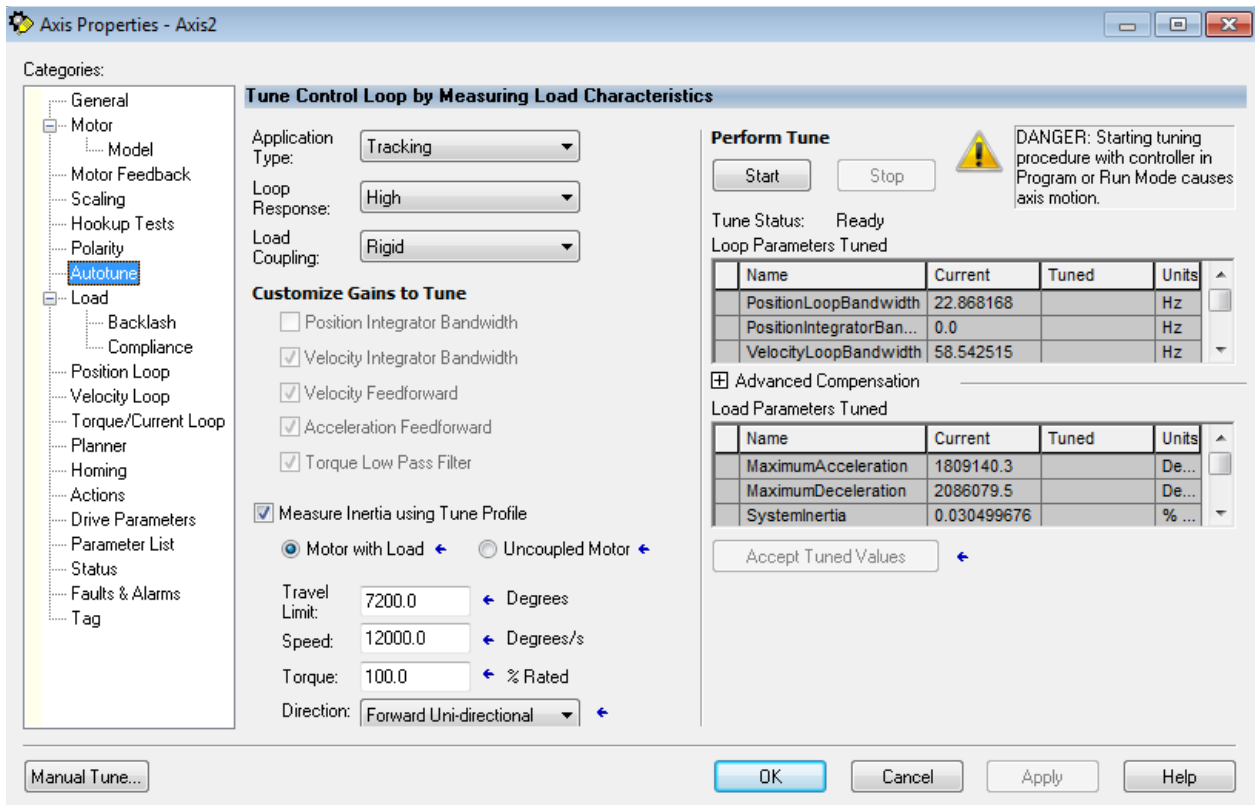 Axis Properties - Axis2
Categories:
General
Motor
Model
Motor Feedback
Scaling
Hookup Tests
Polarity
Autotune
Load
Backlash
Compliance
Position Loop
Velocity Loop
Torque/Current Loop
Planner
Homing
Actions
Drive Parameters
Parameter List
Status
Faults & Alarms
Tag
Tune Control Loop by Measuring Load Characteristics
Application
Type:
Tracking
Loop
Response:
High
Load
Coupling:
Rigid
Customize Gains to Tune
Position Integrator Bandwidth
Velocity Integrator Bandwidth
Velocity Feedforward
Acceleration Feedforward
Torque Low Pass Filter
Measure Inertia using Tune Profile
Motor with Load Uncoupled Motor
Travel
Limit:
7200.0 Degrees
Speed: 12000.0 Degrees/s
Torque: 100.0 % Rated
Direction: Forward Uni-directional
Perform Tune
Start Stop
DANGER: Starting tuning
procedure with controller in
Program or Run Mode causes
axis motion.
Tune Status: Ready
Loop Parameters Tuned
Name Current Tuned Units
PositionLoopBandwidth 22.868168 Hz
PositionIntegratorBan... 0.0 Hz
VelocityLoopBandwidth 58.542515 Hz
Advanced Compensation
Load Parameters Tuned
Name Current Tuned Units
MaximumAcceleration 1809140.3 De...
MaximumDeceleration 2086079.5 De...
SystemInertia 0.030499676 % ...
Accept Tuned Values
Manual Tune... OK Cancel Apply Help